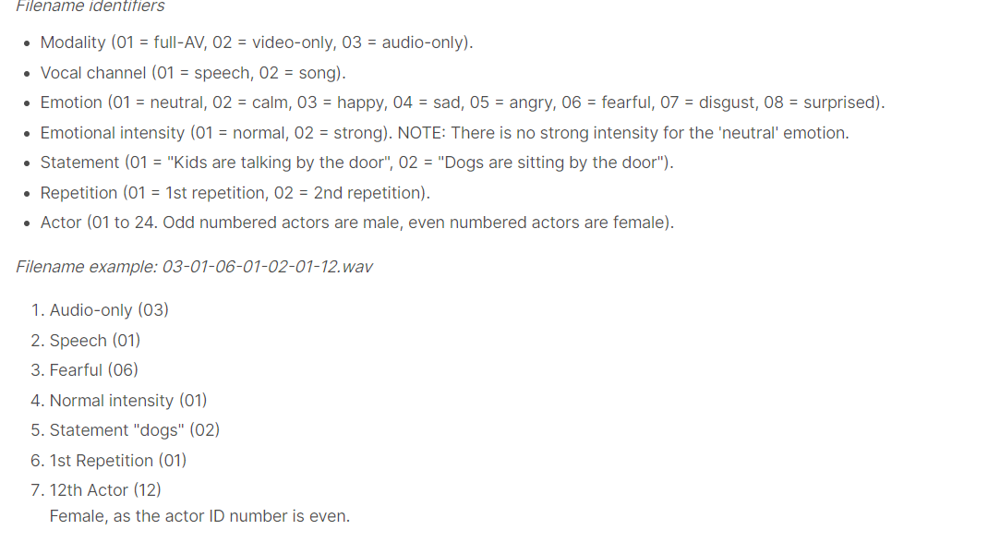 Filename identifiers
• Modality (01 = full-AV, 02 = video-only, 03 = audio-only).
• Vocal channel (01 = speech, 02 = song).
• Emotion (01 = neutral, 02 = calm, 03 = happy, 04 = sad, 05 = angry, 06 = fearful, 07 = disgust, 08 = surprised).
• Emotional intensity (01 = normal, 02 = strong). NOTE: There is no strong intensity for the 'neutral' emotion.
• Statement (01 = "Kids are talking by the door", 02 = "Dogs are sitting by the door").
• Repetition (01 = 1st repetition, 02 = 2nd repetition).
• Actor (01 to 24. Odd numbered actors are male, even numbered actors are female).
Filename example: 03-01-06-01-02-01-12.wav
1. Audio-only (03)
2. Speech (01)
3. Fearful (06)
4. Normal intensity (01)
5. Statement "dogs" (02)
6. 1st Repetition (01)
7. 12th Actor (12)
Female, as the actor ID number is even.